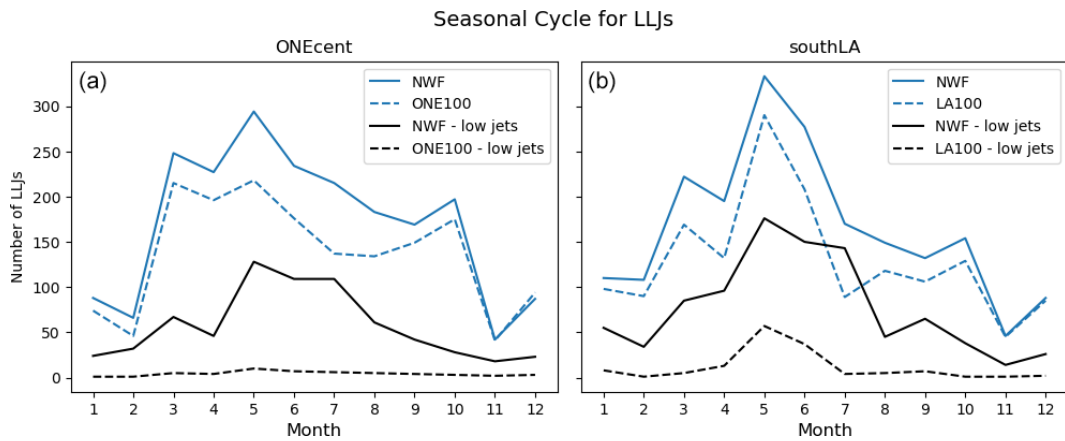 Seasonal Cycle for LLJs
ONEcent
(a)
NWF
ONE100
NWF - low jets
ONE100 - low jets
Number of LLJs
300
250
200
150
100
50
0
1 2 3 4 5 6 7 8 9 10 11 12
Month
southLA
(b)
NWF
LA100
NWF - low jets
LA100 - low jets
1 2 3 4 5 6 7 8 9 10 11 12
Month